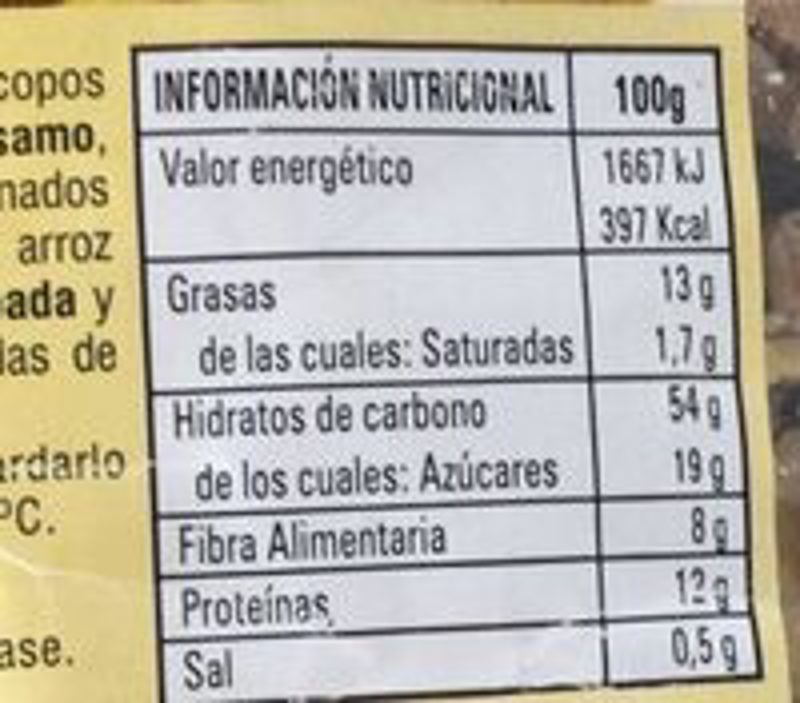 copos
samo,
nados
arroz
ada y
las de
ardarlo
ºC.
ase.
INFORMACIÓN NUTRICIONAL 100g
Valor energético 1667 kJ
397 Kcal
Grasas 13 g
de las cuales: Saturadas 1,7 g
Hidratos de carbono 54 g
de los cuales: Azúcares 19 g
Fibra Alimentaria 8 g
Proteínas 12 g
Sal 0,5 g